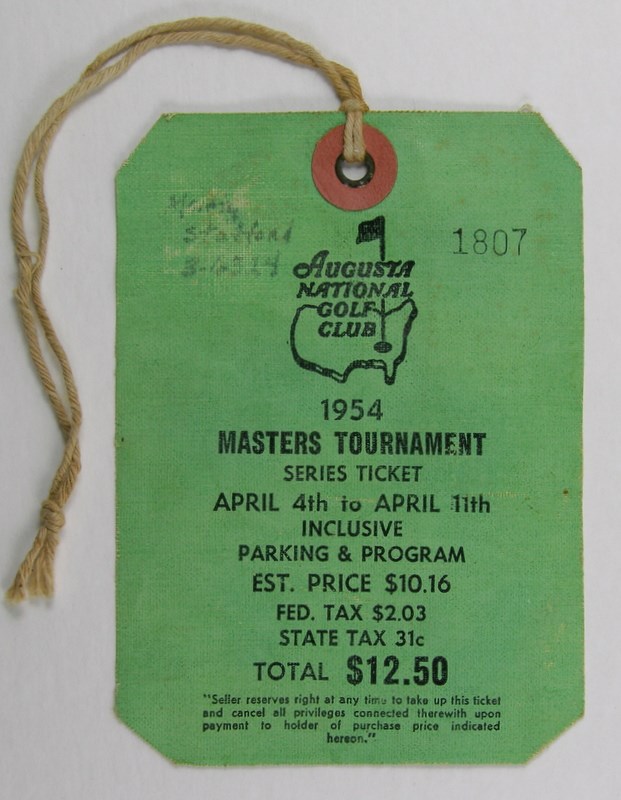 1807
AUGUSTA
NATIONAL
GOLF
CLUB
1954
MASTERS TOURNAMENT
SERIES TICKET
APRIL 4th to APRIL 11th
INCLUSIVE
PARKING & PROGRAM
EST. PRICE $10.16
FED. TAX $2.03
STATE TAX 31c
TOTAL $12.50
"Seller reserves right at any time to take up this ticket
and cancel all privileges connected therewith upon
payment to holder of purchase price indicated
hereon."